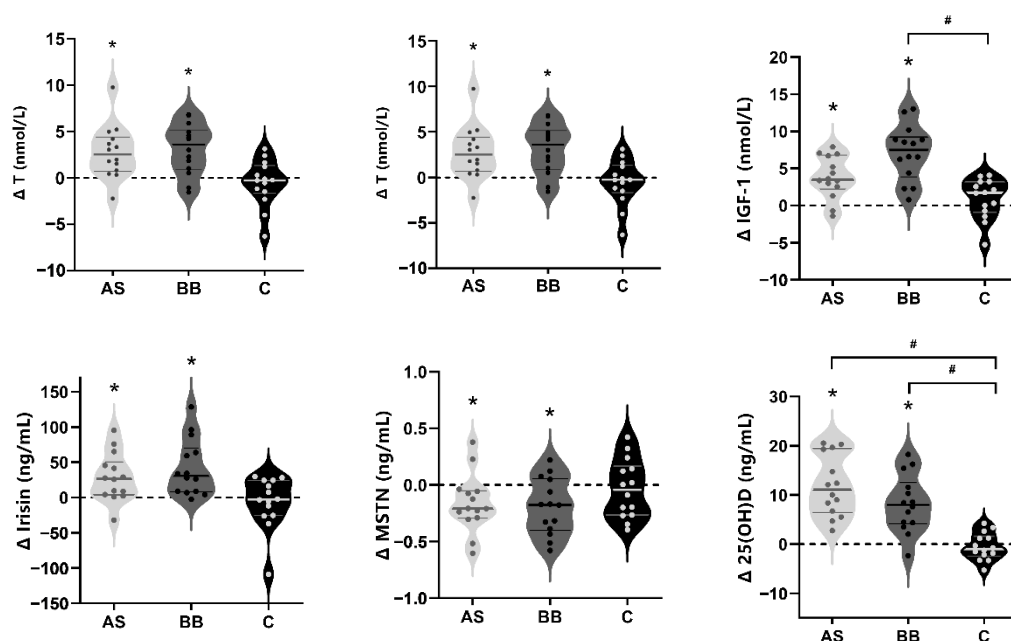 *
*
15
10
5
0
−5
−10
Δ T (nmol/L)
AS
BB
C
*
*
15
10
5
0
−5
−10
Δ T (nmol/L)
AS
BB
C
#
*
*
20
15
10
5
0
−5
−10
Δ IGF-1 (nmol/L)
AS
BB
C
*
*
150
100
50
0
−50
−100
−150
Δ Irisin (ng/mL)
AS
BB
C
*
*
1.0
0.5
0.0
−0.5
−1.0
Δ MSTN (ng/mL)
AS
BB
C
#
#
*
*
30
20
10
0
−10
Δ 25(OH)D (ng/mL)
AS
BB
C